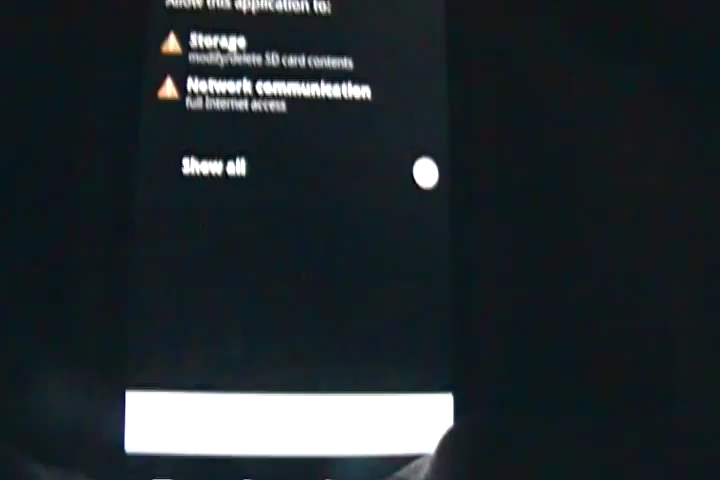 Allow this application to:
Storage
modify/delete SD card contents
Network communication
full Internet access
Show all